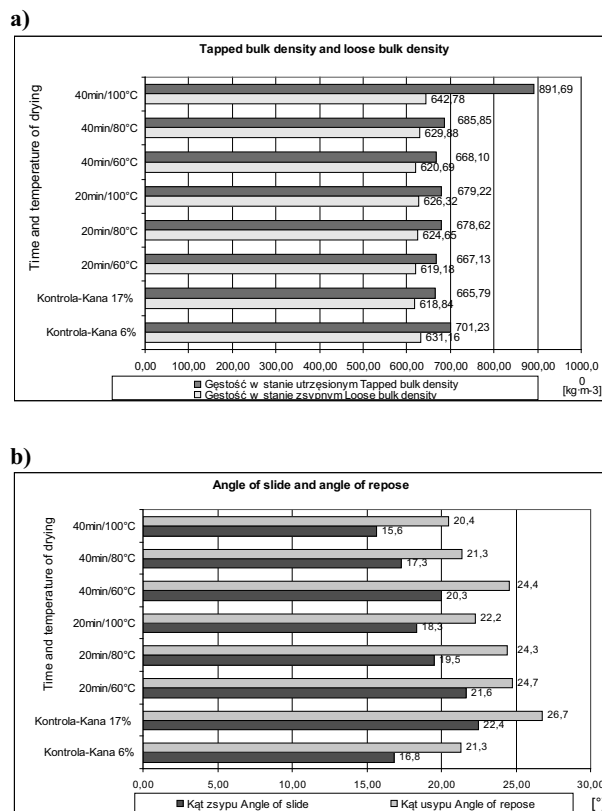 a)
Tapped bulk density and loose bulk density
Time and temperature of drying
40min/100°C
891,69
642,78
40min/80°C
685,85
629,88
40min/60°C
668,10
620,69
20min/100°C
679,22
626,32
20min/80°C
678,62
624,65
20min/60°C
667,13
619,18
Kontrola-Kana 17%
665,79
618,84
Kontrola-Kana 6%
701,23
631,16
0,00 100,00 200,00 300,00 400,00 500,00 600,00 700,00 800,00 900,00 1000,0
0
[kg·m-3]
Gęstość w stanie utrzęsionym Tapped bulk density
Gęstość w stanie zsypnym Loose bulk density
b)
Angle of slide and angle of repose
Time and temperature of drying
40min/100°C
20,4
15,6
40min/80°C
21,3
17,3
40min/60°C
24,4
20,3
20min/100°C
22,2
18,3
20min/80°C
24,3
19,5
20min/60°C
24,7
21,6
Kontrola-Kana 17%
26,7
22,4
Kontrola-Kana 6%
21,3
16,8
0,00 5,00 10,00 15,00 20,00 25,00 30,00
Kąt zsypu Angle of slide Kąt usypu Angle of repose [°